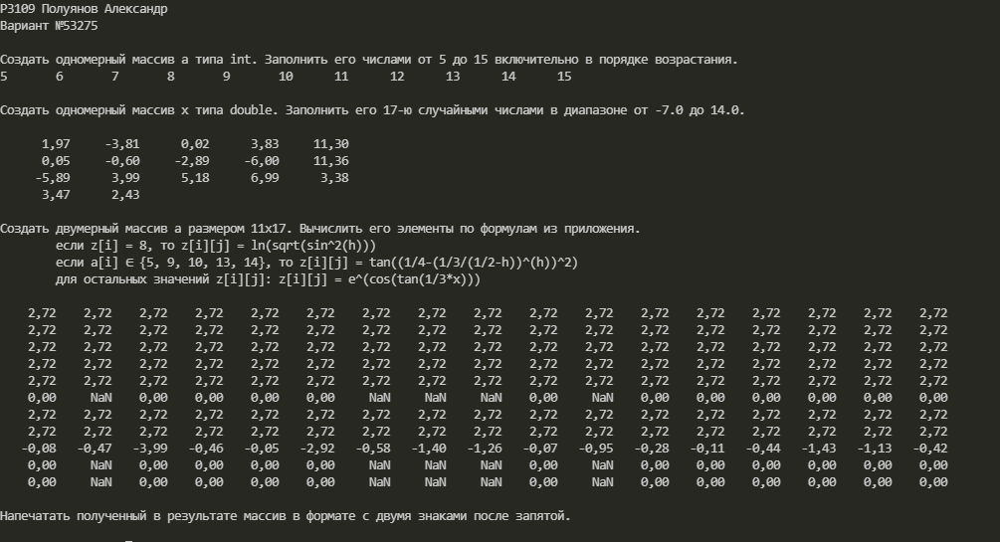 P3109 Полуянов Александр
Вариант №53275
Создать одномерный массив a типа int. Заполнить его числами от 5 до 15 включительно в порядке возрастания.
5 6 7 8 9 10 11 12 13 14 15
Создать одномерный массив x типа double. Заполнить его 17-ю случайными числами в диапазоне от -7.0 до 14.0.
1,97 -3,81 0,02 3,83 11,30
0,05 -0,60 -2,89 -6,00 11,36
-5,89 3,99 5,18 6,99 3,38
3,47 2,43
Создать двумерный массив a размером 11x17. Вычислить его элементы по формулам из приложения.
если z[i] = 8, то z[i][j] = ln(sqrt(sin^2(h)))
если a[i] ∈ {5, 9, 10, 13, 14}, то z[i][j] = tan((1/4-(1/3/(1/2-h))^(h))^2)
для остальных значений z[i][j]: z[i][j] = e^(cos(tan(1/3*x)))
2,72 2,72 2,72 2,72 2,72 2,72 2,72 2,72 2,72 2,72 2,72 2,72 2,72 2,72 2,72 2,72 2,72
2,72 2,72 2,72 2,72 2,72 2,72 2,72 2,72 2,72 2,72 2,72 2,72 2,72 2,72 2,72 2,72 2,72
2,72 2,72 2,72 2,72 2,72 2,72 2,72 2,72 2,72 2,72 2,72 2,72 2,72 2,72 2,72 2,72 2,72
2,72 2,72 2,72 2,72 2,72 2,72 2,72 2,72 2,72 2,72 2,72 2,72 2,72 2,72 2,72 2,72 2,72
2,72 2,72 2,72 2,72 2,72 2,72 2,72 2,72 2,72 2,72 2,72 2,72 2,72 2,72 2,72 2,72 2,72
0,00 NaN 0,00 0,00 0,00 0,00 NaN NaN NaN 0,00 NaN 0,00 0,00 0,00 0,00 0,00 0,00
2,72 2,72 2,72 2,72 2,72 2,72 2,72 2,72 2,72 2,72 2,72 2,72 2,72 2,72 2,72 2,72 2,72
2,72 2,72 2,72 2,72 2,72 2,72 2,72 2,72 2,72 2,72 2,72 2,72 2,72 2,72 2,72 2,72 2,72
-0,08 -0,47 -3,99 -0,46 -0,05 -2,92 -0,58 -1,40 -1,26 -0,07 -0,95 -0,28 -0,11 -0,44 -1,43 -1,13 -0,42
0,00 NaN 0,00 0,00 0,00 0,00 NaN NaN NaN 0,00 NaN 0,00 0,00 0,00 0,00 0,00 0,00
0,00 NaN 0,00 0,00 0,00 0,00 NaN NaN NaN 0,00 NaN 0,00 0,00 0,00 0,00 0,00 0,00
Напечатать полученный в результате массив в формате с двумя знаками после запятой.